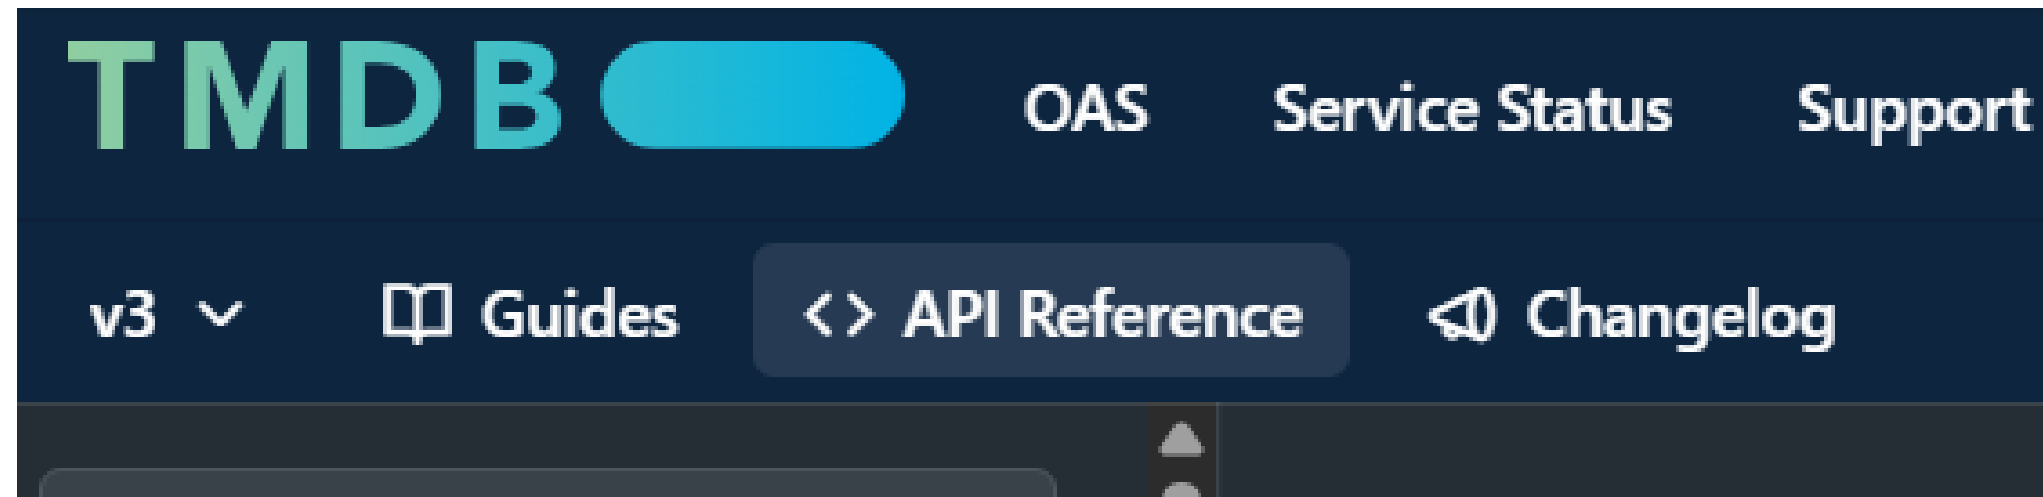 TMDB OAS Service Status Support
v3 Guides <> API Reference Changelog